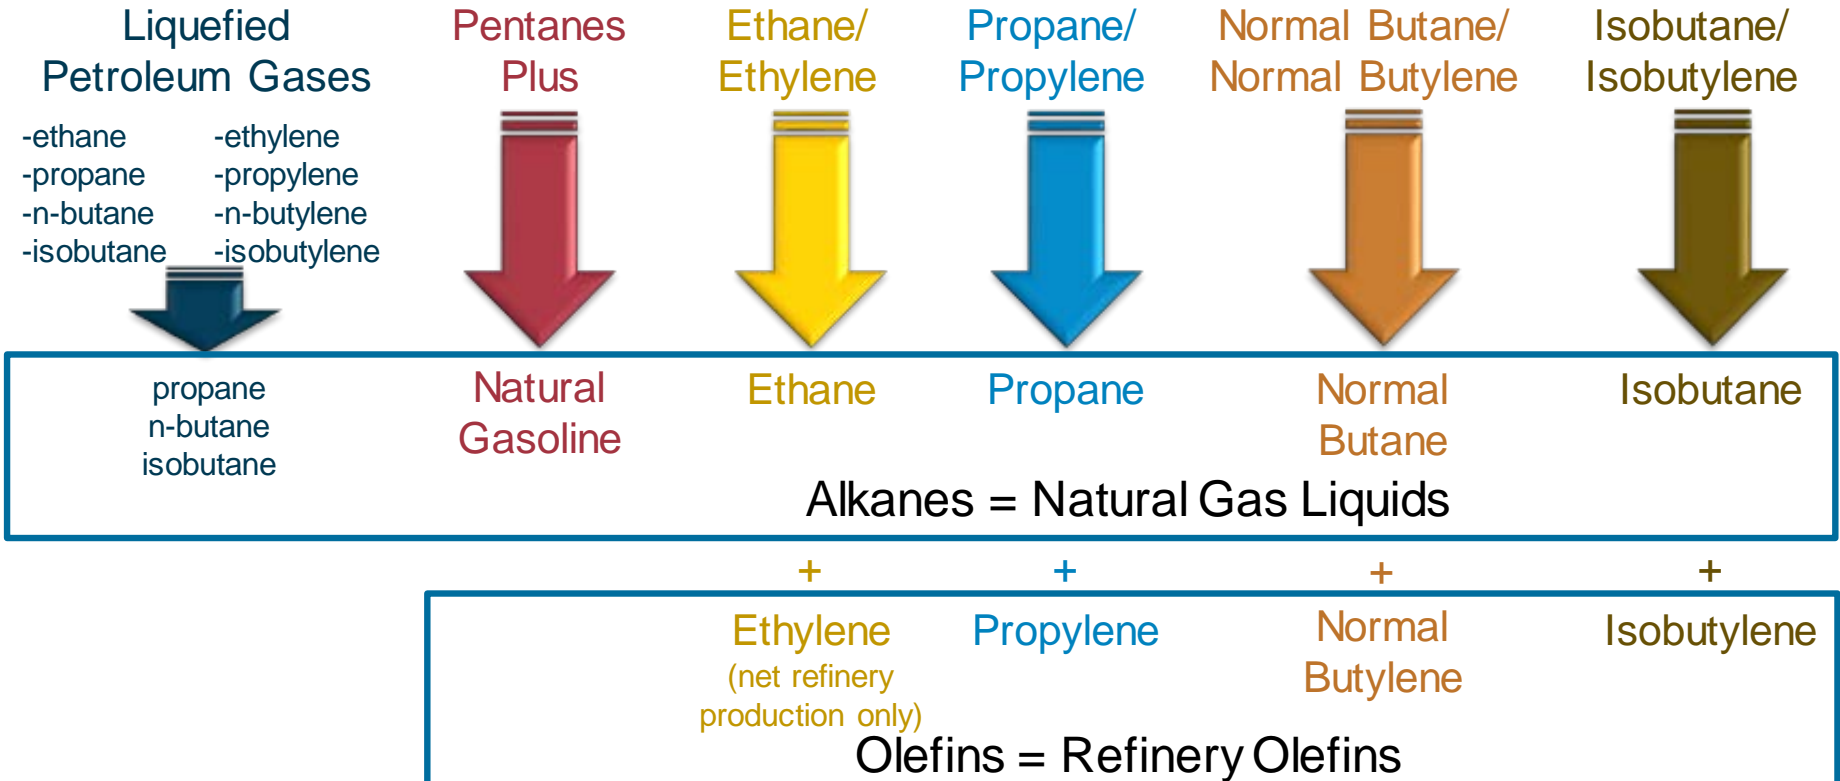 Liquefied
Petroleum Gases
-ethane
-propane
-n-butane
-isobutane
-ethylene
-propylene
-n-butylene
-isobutylene
Pentanes
Plus
Ethane/
Ethylene
Propane/
Propylene
Normal Butane/
Normal Butylene
Isobutane/
Isobutylene
propane
n-butane
isobutane
Natural
Gasoline
Ethane
Propane
Normal
Butane
Isobutane
Alkanes = Natural Gas Liquids
+
+
+
+
Ethylene
(net refinery
production only)
Propylene
Normal
Butylene
Isobutylene
Olefins = Refinery Olefins